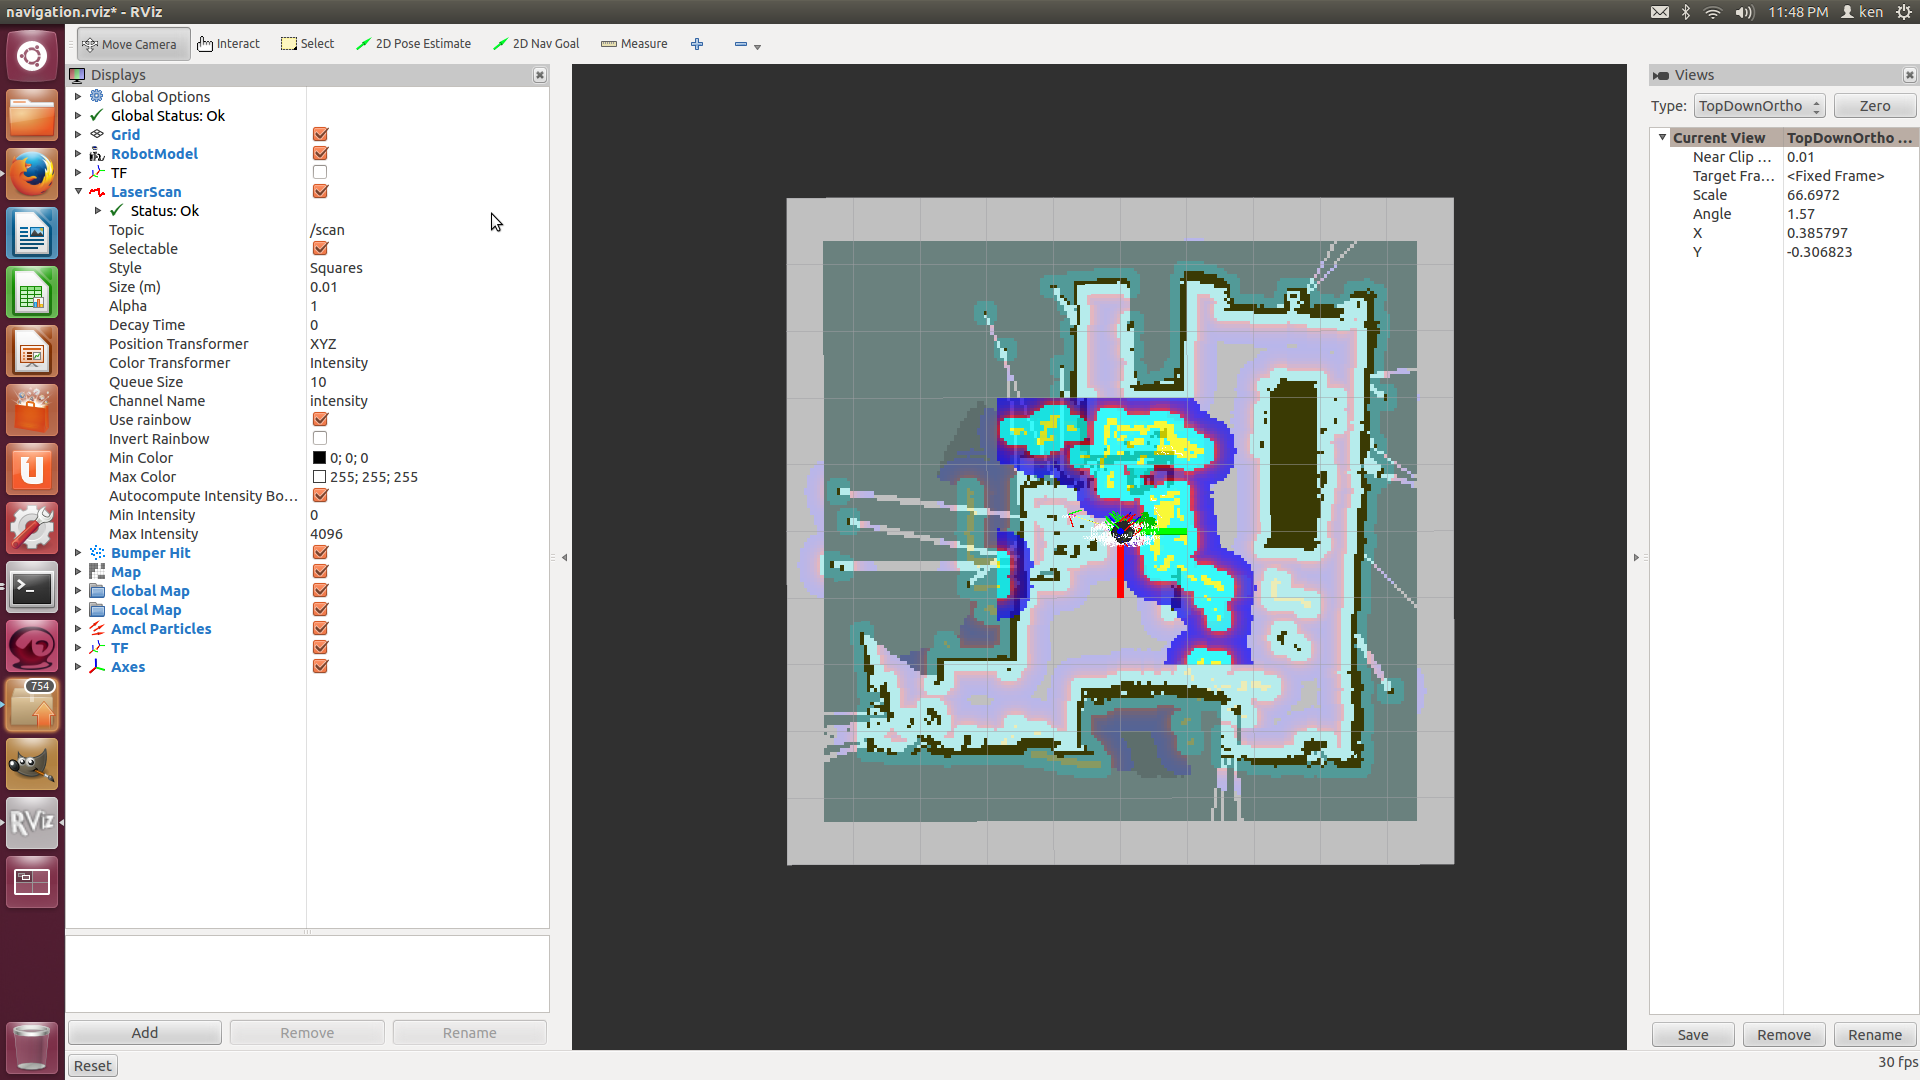 navigation.rviz* - RViz
11:48 PM ken
Move Camera Interact Select 2D Pose Estimate 2D Nav Goal Measure
Displays
Global Options
Global Status: Ok
Grid
RobotModel
TF
LaserScan
Status: Ok
Topic /scan
Selectable
Style Squares
Size (m) 0.01
Alpha 1
Decay Time 0
Position Transformer XYZ
Color Transformer Intensity
Queue Size 10
Channel Name intensity
Use rainbow
Invert Rainbow
Min Color 0; 0; 0
Max Color 255; 255; 255
Autocompute Intensity Bo...
Min Intensity 0
Max Intensity 4096
Bumper Hit
Map
Global Map
Local Map
Amcl Particles
TF
Axes
Add Remove Rename
Reset
Views
Type: TopDownOrtho Zero
Current View TopDownOrtho ...
Near Clip ... 0.01
Target Fra... <Fixed Frame>
Scale 66.6972
Angle 1.57
X 0.385797
Y -0.306823
Save Remove Rename
30 fps
754
RViz